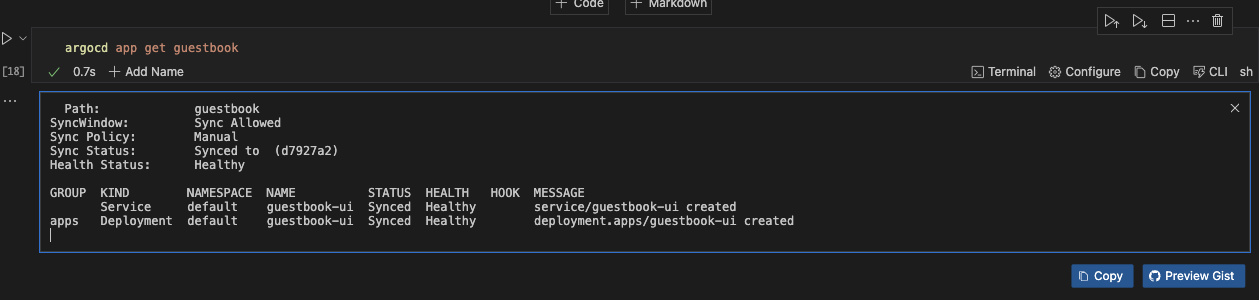 + Code + Markdown
argocd app get guestbook
[18] 0.7s + Add Name Terminal Configure Copy CLI sh
Path: guestbook
SyncWindow: Sync Allowed
Sync Policy: Manual
Sync Status: Synced to (d7927a2)
Health Status: Healthy
GROUP KIND NAMESPACE NAME STATUS HEALTH HOOK MESSAGE
Service default guestbook-ui Synced Healthy service/guestbook-ui created
apps Deployment default guestbook-ui Synced Healthy deployment.apps/guestbook-ui created
Copy Preview Gist